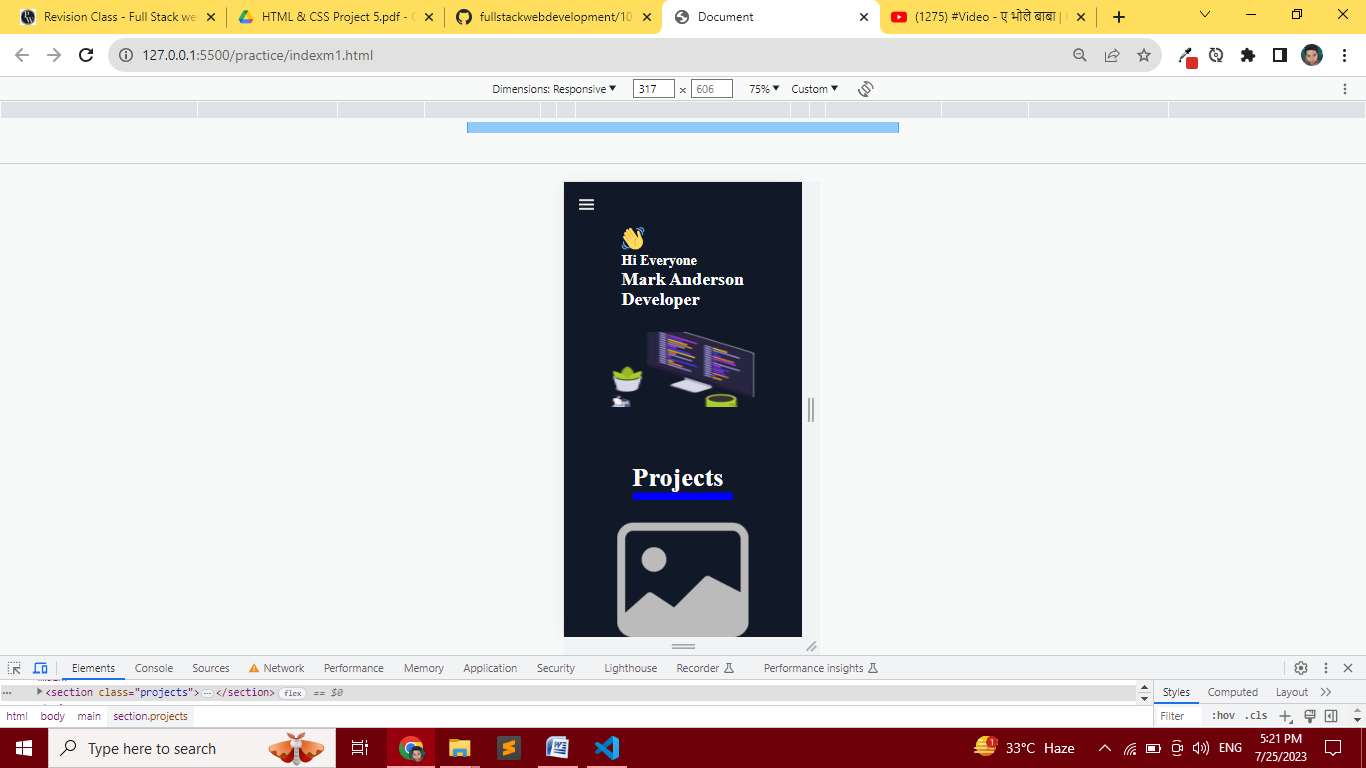 Revision Class - Full Stack we
HTML & CSS Project 5.pdf - G
fullstackwebdevelopment/10
Document
(1275) #Video - ए भोले बाबा |
127.0.0.1:5500/practice/indexm1.html
Dimensions: Responsive ▼ 317 × 606 75% ▼ Custom ▼
👋
Hi Everyone
Mark Anderson
Developer
Projects
Elements Console Sources Network Performance Memory Application Security Lighthouse Recorder Performance insights
<section class="projects"> … </section> flex == $0
Styles Computed Layout
html body main section.projects
Filter :hov .cls
Type here to search
1
33°C Haze
ENG
5:21 PM
7/25/2023